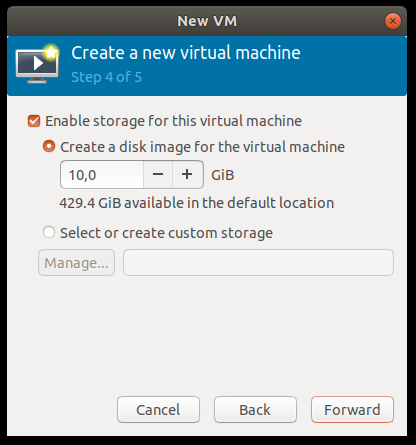 New VM
Create a new virtual machine
Step 4 of 5
Enable storage for this virtual machine
Create a disk image for the virtual machine
10,0 − + GiB
429.4 GiB available in the default location
Select or create custom storage
Manage...
Cancel Back Forward